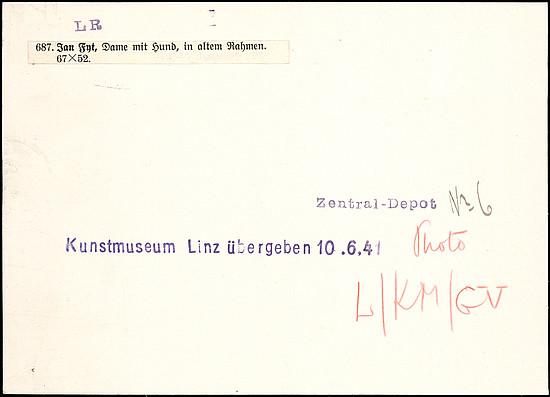 LR
687. Jan Fyt, Dame mit Hund, in altem Rahmen.
67×52.
Zentral-Depot No 6
Kunstmuseum Linz übergeben 10.6.41 Photo
L/KM/GV